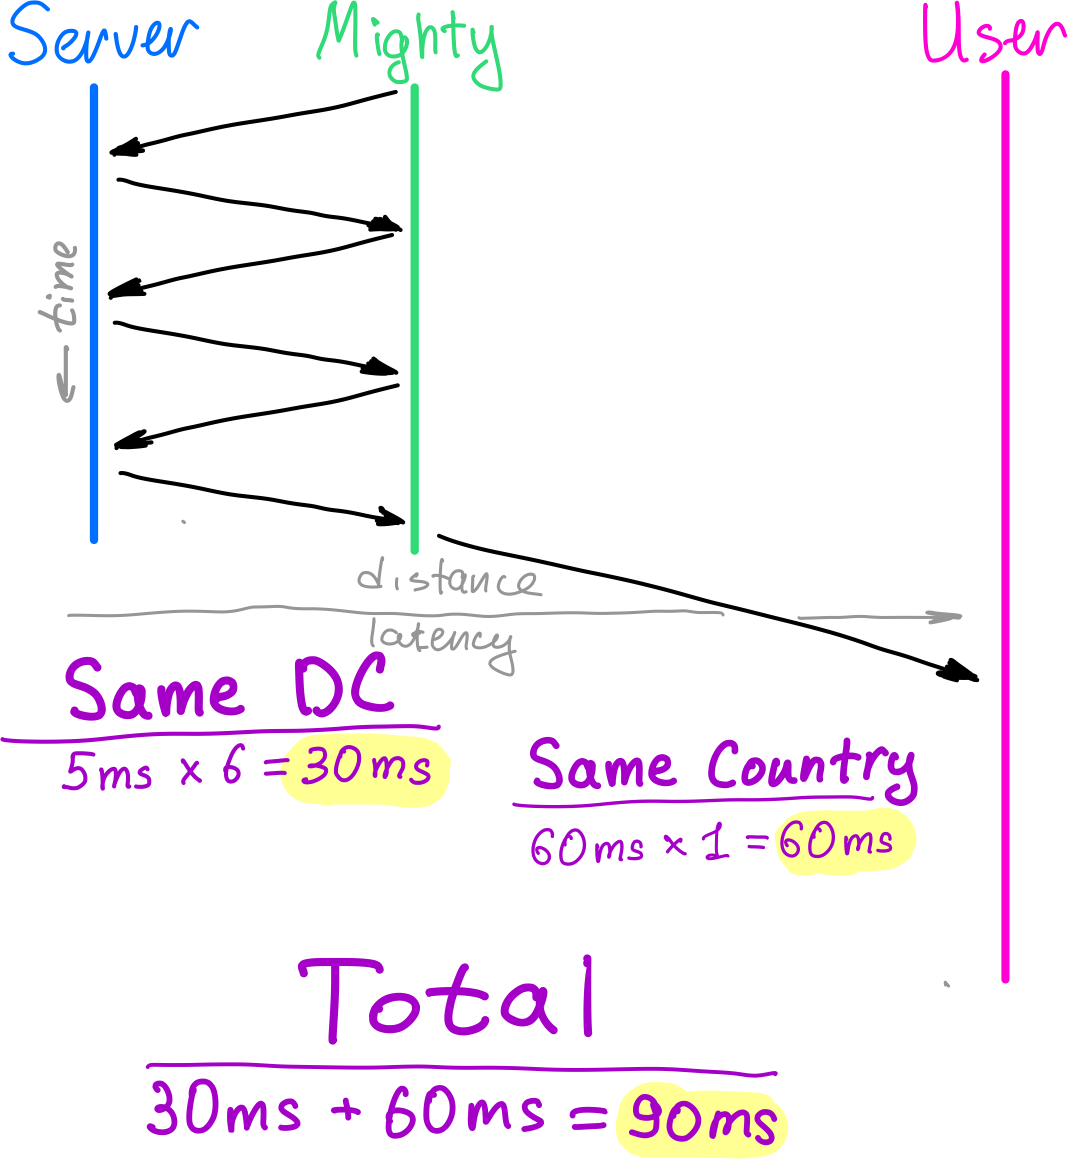 Server
Mighty
User
← time
distance
latency
Same DC
5ms x 6 = 30ms
Same Country
60ms x 1 = 60ms
Total
30ms + 60ms = 90ms